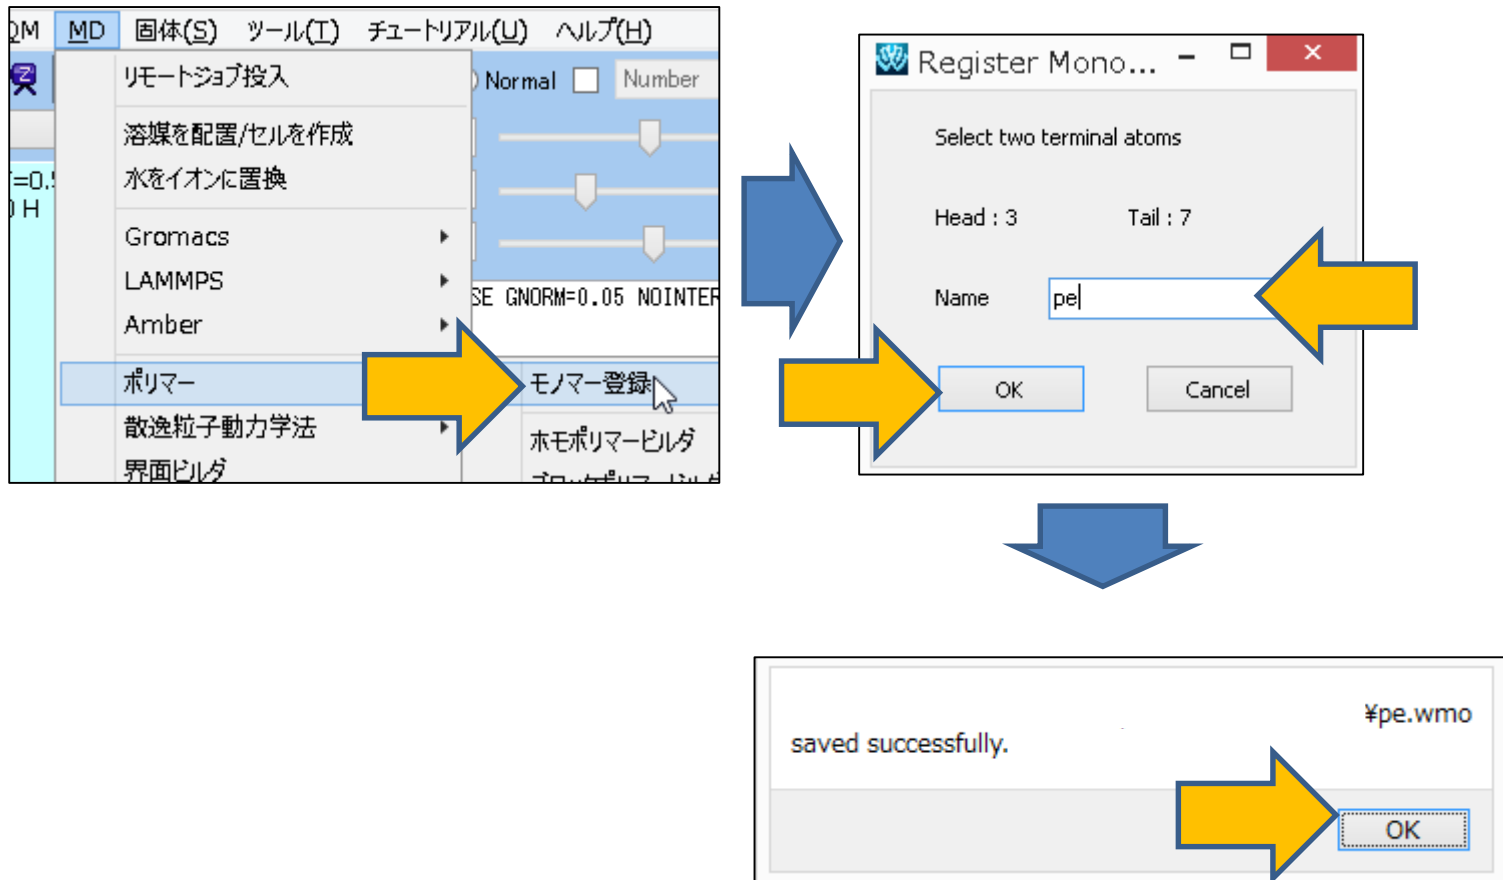 MD 固体(S) ツール(T) チュートリアル(U) ヘルプ(H)
リモートジョブ投入
Normal Number
溶媒を配置/セルを作成
水をイオンに置換
H
Gromacs
LAMMPS
SE GNORM=0.05 NOINTER
Amber
ポリマー
モノマー登録
散逸粒子動力学法
ホモポリマービルダ
界面ビルダ
Register Mono...
Select two terminal atoms
Head : 3 Tail : 7
Name pe
OK Cancel
¥pe.wmo
saved successfully.
OK